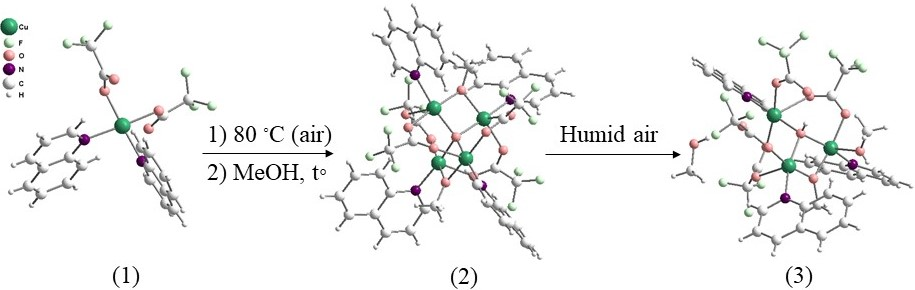 Cu
F
O
N
C
H
1) 80 °C (air)
2) MeOH, t°
Humid air
(1)
(2)
(3)